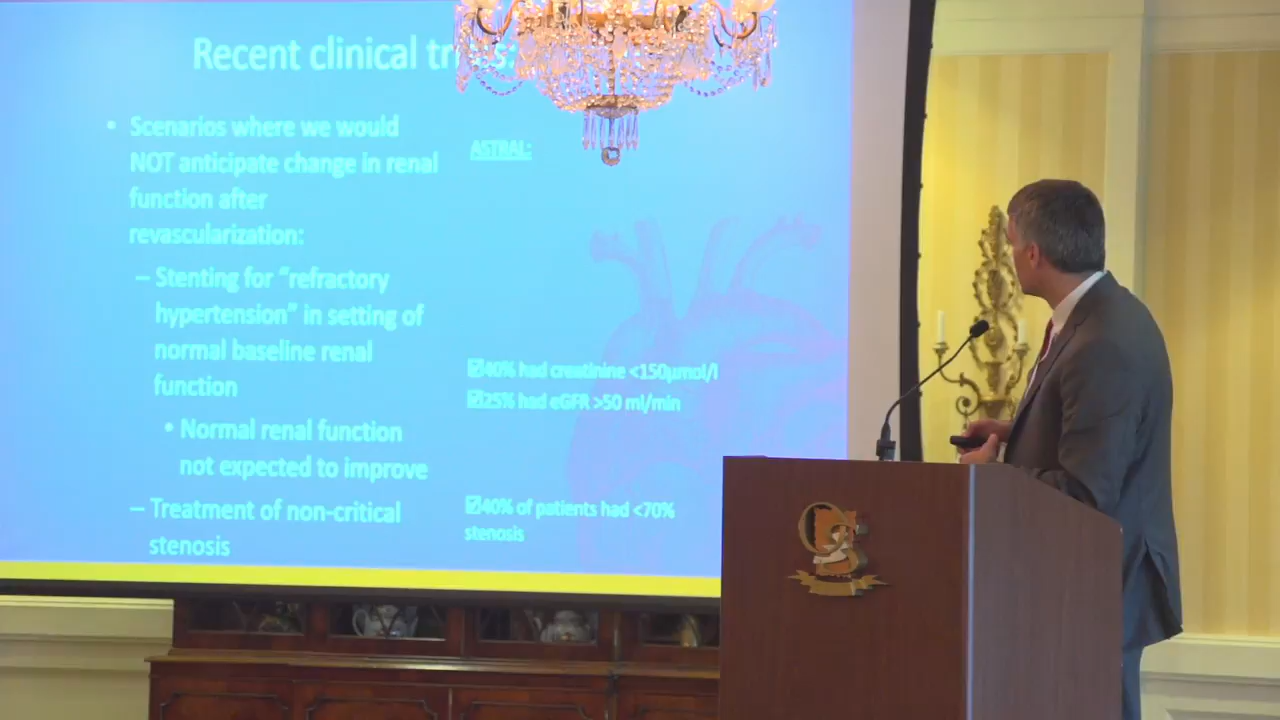 Recent clinical
• Scenarios where we would
NOT anticipate change in renal
function after
revascularization:
– Stenting for “refractory
hypertension” in setting of
normal baseline renal
function
• Normal renal function
not expected to improve
– Treatment of non-critical
stenosis
ASTRAL:
☑40% had creatinine <150µmol/l
☑25% had eGFR >50 ml/min
☑40% of patients had <70%
stenosis